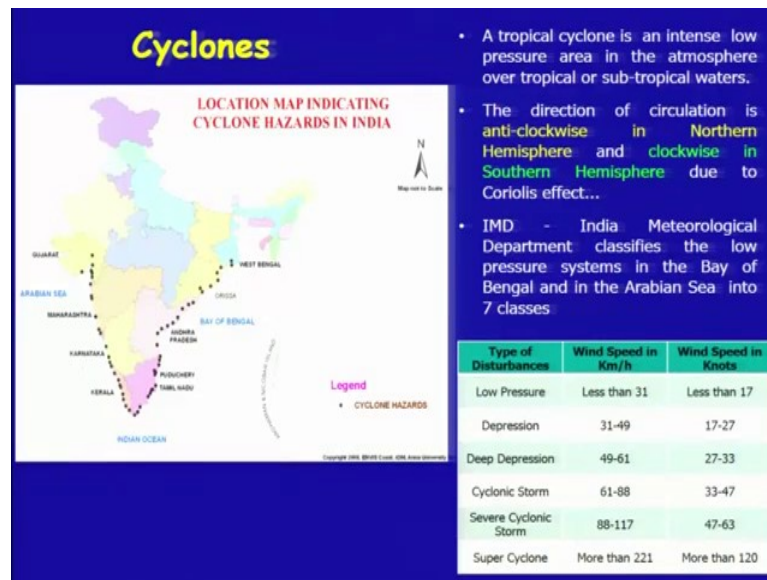 Cyclones
LOCATION MAP INDICATING
CYCLONE HAZARDS IN INDIA
N
Map not to Scale
GUJARAT
WEST BENGAL
ARABIAN SEA
ORISSA
MAHARASHTRA
BAY OF BENGAL
ANDHRA
PRADESH
KARNATAKA
PUDUCHERY
TAMIL NADU
KERALA
INDIAN OCEAN
Legend
CYCLONE HAZARDS
• A tropical cyclone is an intense low
pressure area in the atmosphere
over tropical or sub-tropical waters.
• The direction of circulation is
anti-clockwise in Northern
Hemisphere and clockwise in
Southern Hemisphere due to
Coriolis effect...
• IMD - India Meteorological
Department classifies the low
pressure systems in the Bay of
Bengal and in the Arabian Sea into
7 classes
Type of Disturbances Wind Speed in Km/h Wind Speed in Knots
Low Pressure Less than 31 Less than 17
Depression 31-49 17-27
Deep Depression 49-61 27-33
Cyclonic Storm 61-88 33-47
Severe Cyclonic Storm 88-117 47-63
Super Cyclone More than 221 More than 120